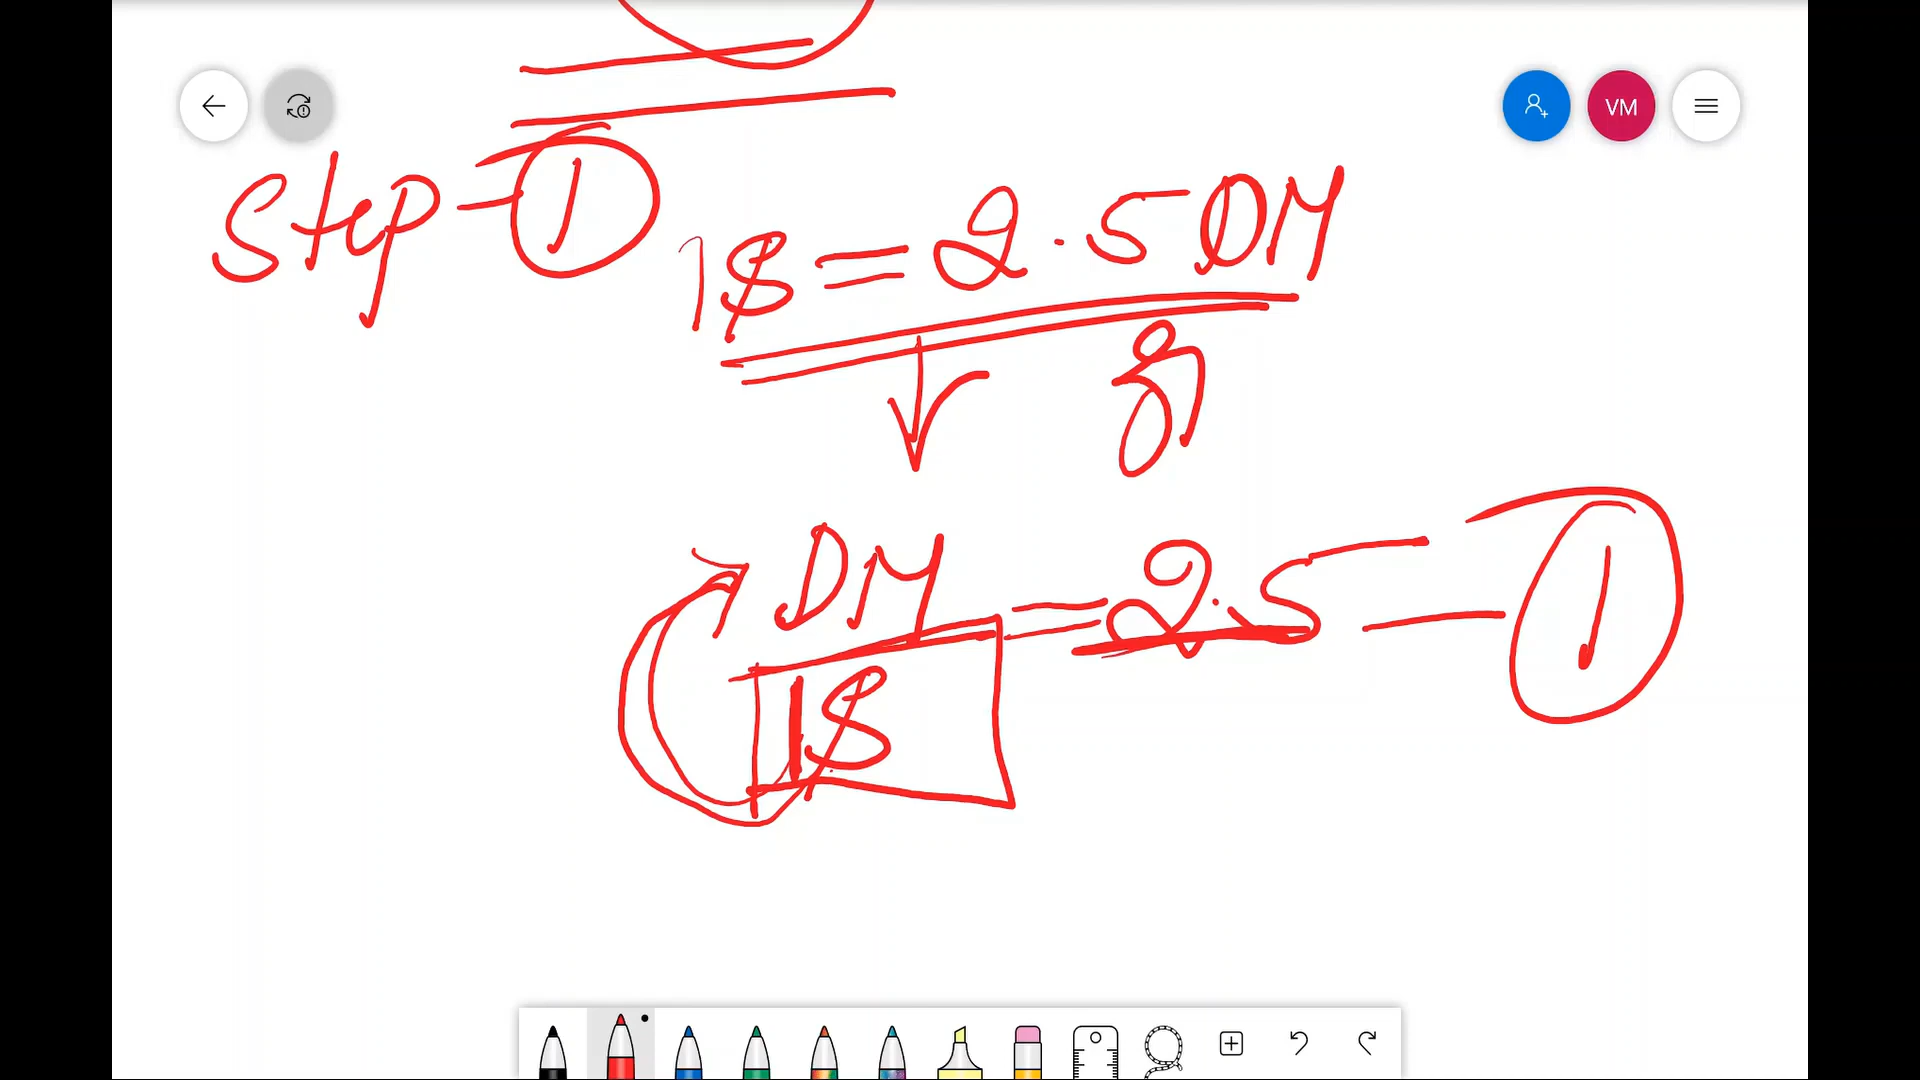 VM
Step-1
1$ = 2.5 DM
DM
1$
= 2.5 — 1